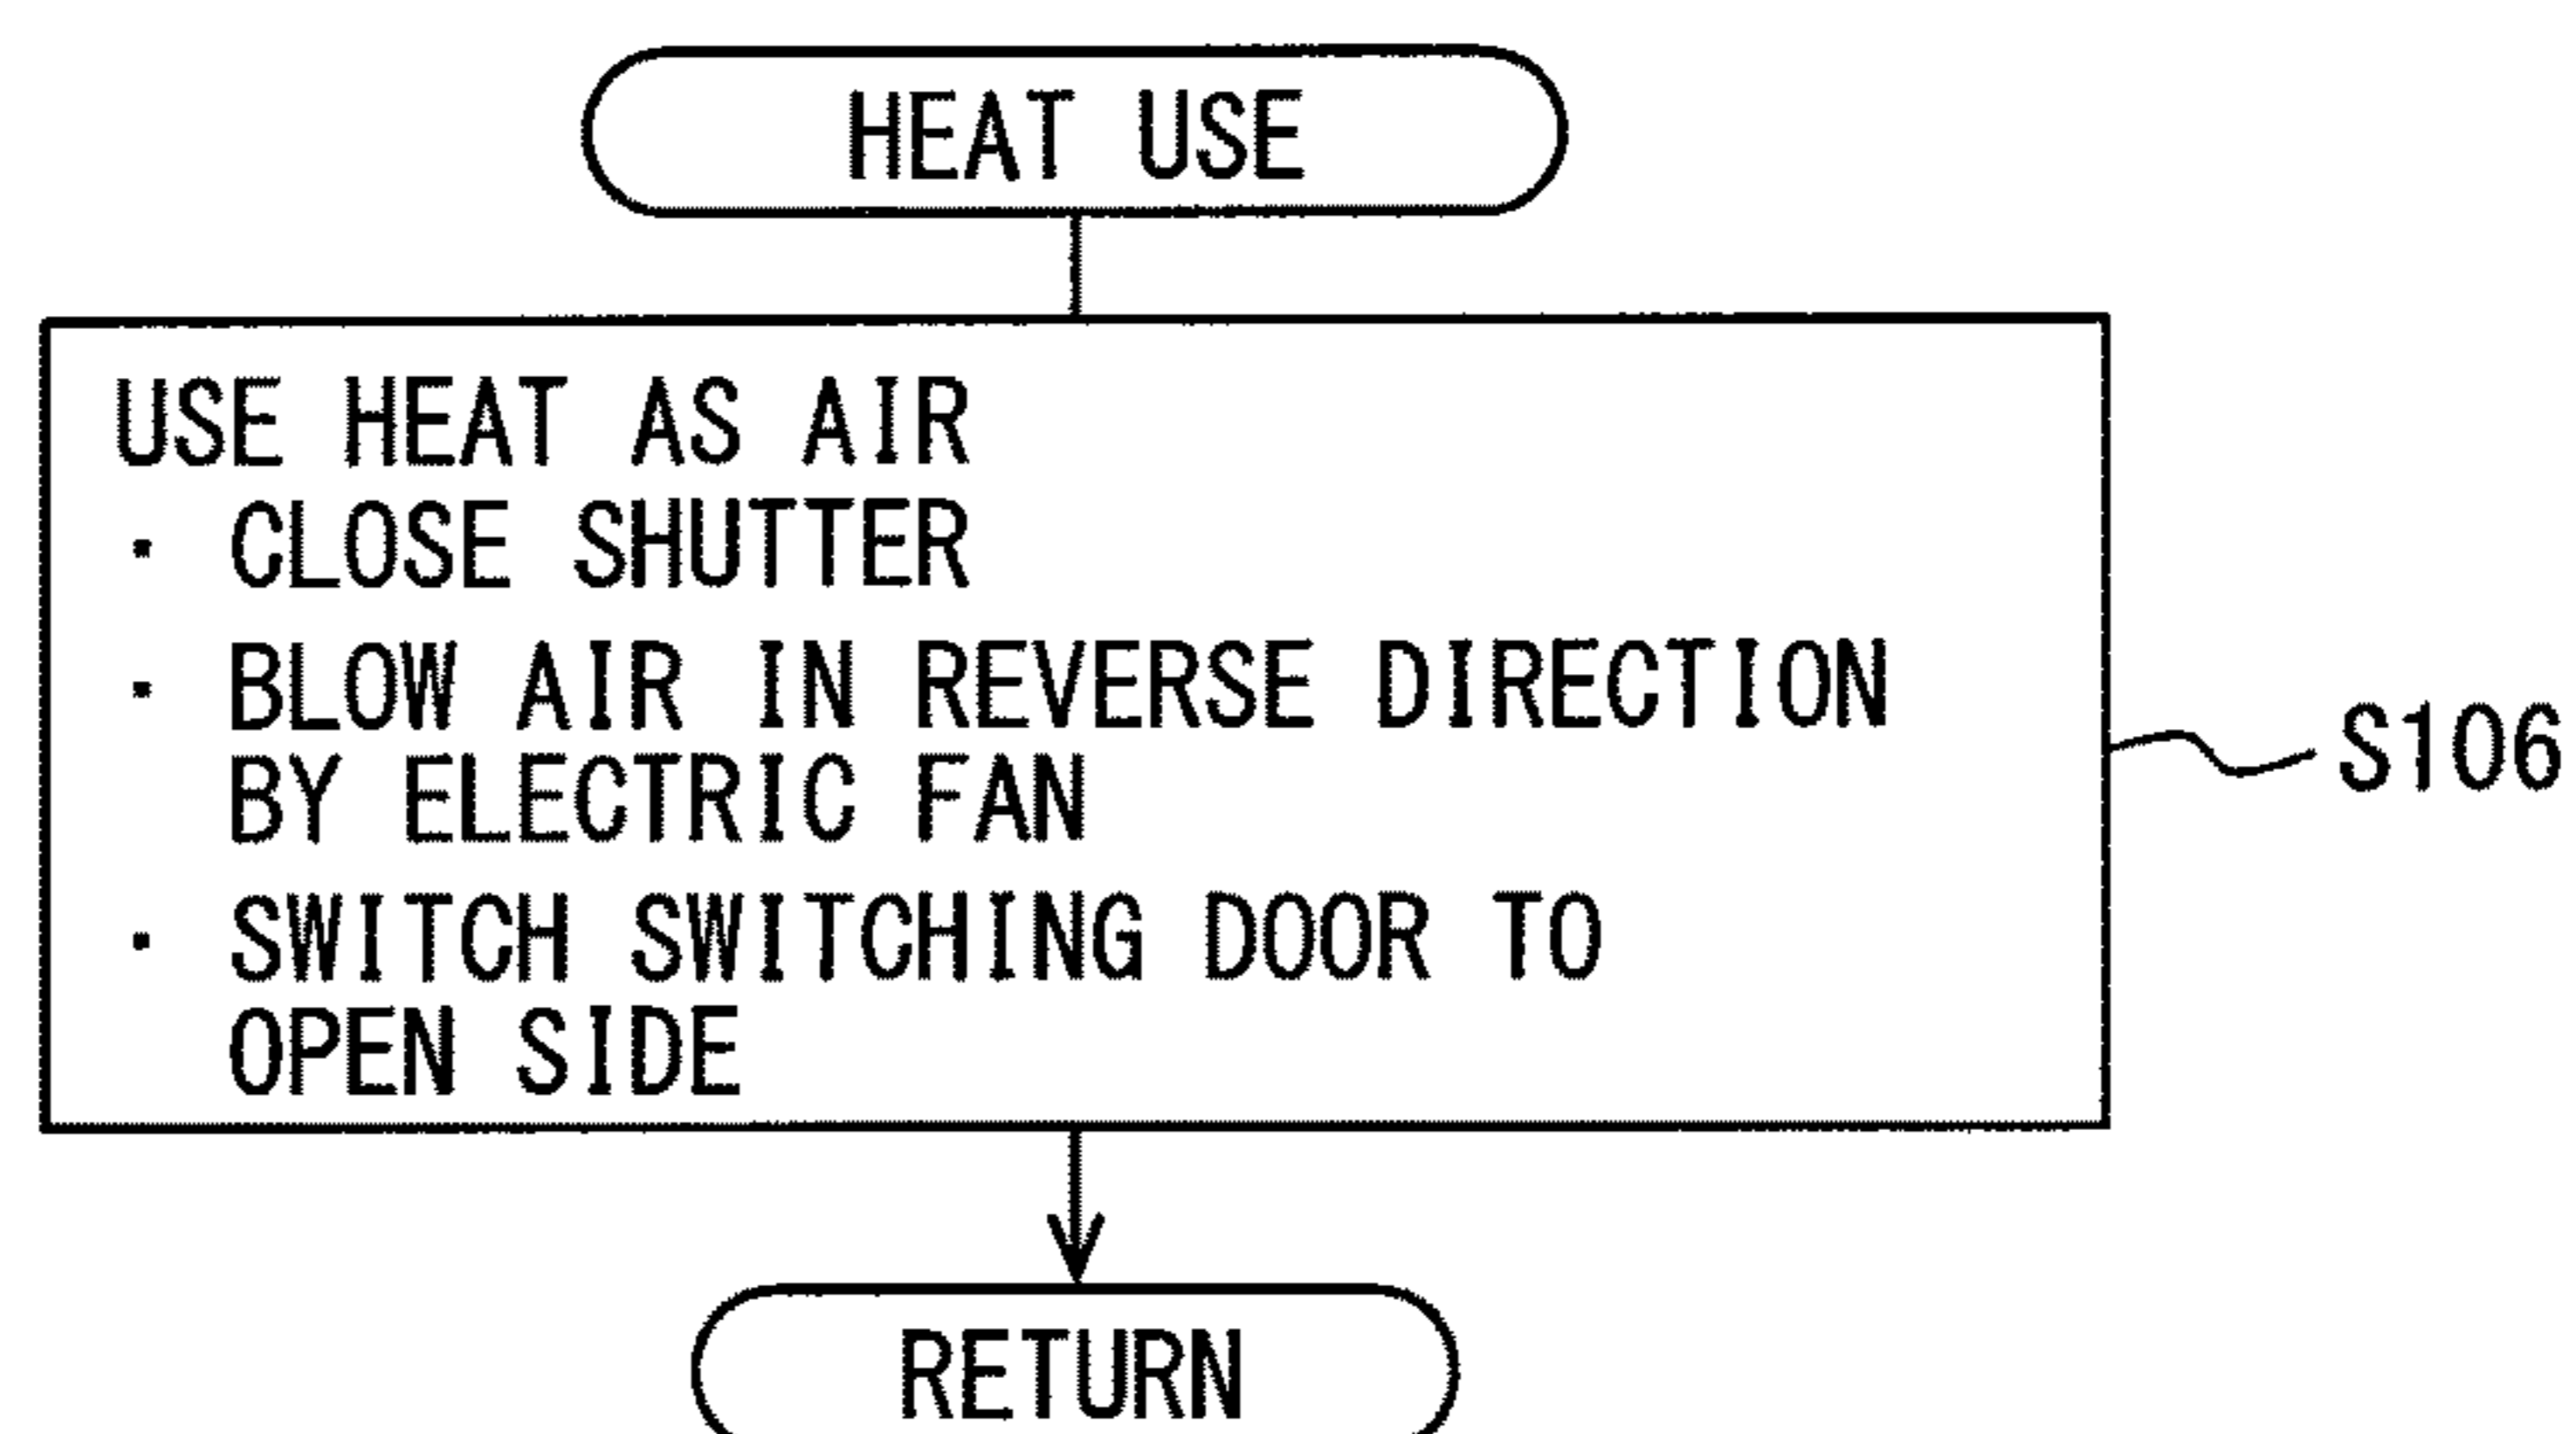 HEAT USE
USE HEAT AS AIR
· CLOSE SHUTTER
· BLOW AIR IN REVERSE DIRECTION
BY ELECTRIC FAN
S106
· SWITCH SWITCHING DOOR TO
OPEN SIDE
RETURN